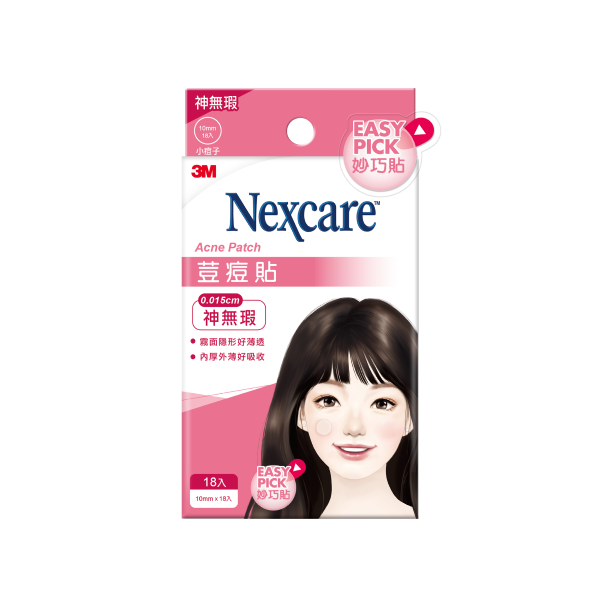 神無瑕
10mm
18入
小痘子
EASY
PICK
妙巧貼
3M
Nexcare™
Acne Patch
荳痘貼
0.015cm
神無瑕
霧面隱形好薄透
內厚外薄好吸收
18入
10mm x 18入
EASY
PICK
妙巧貼